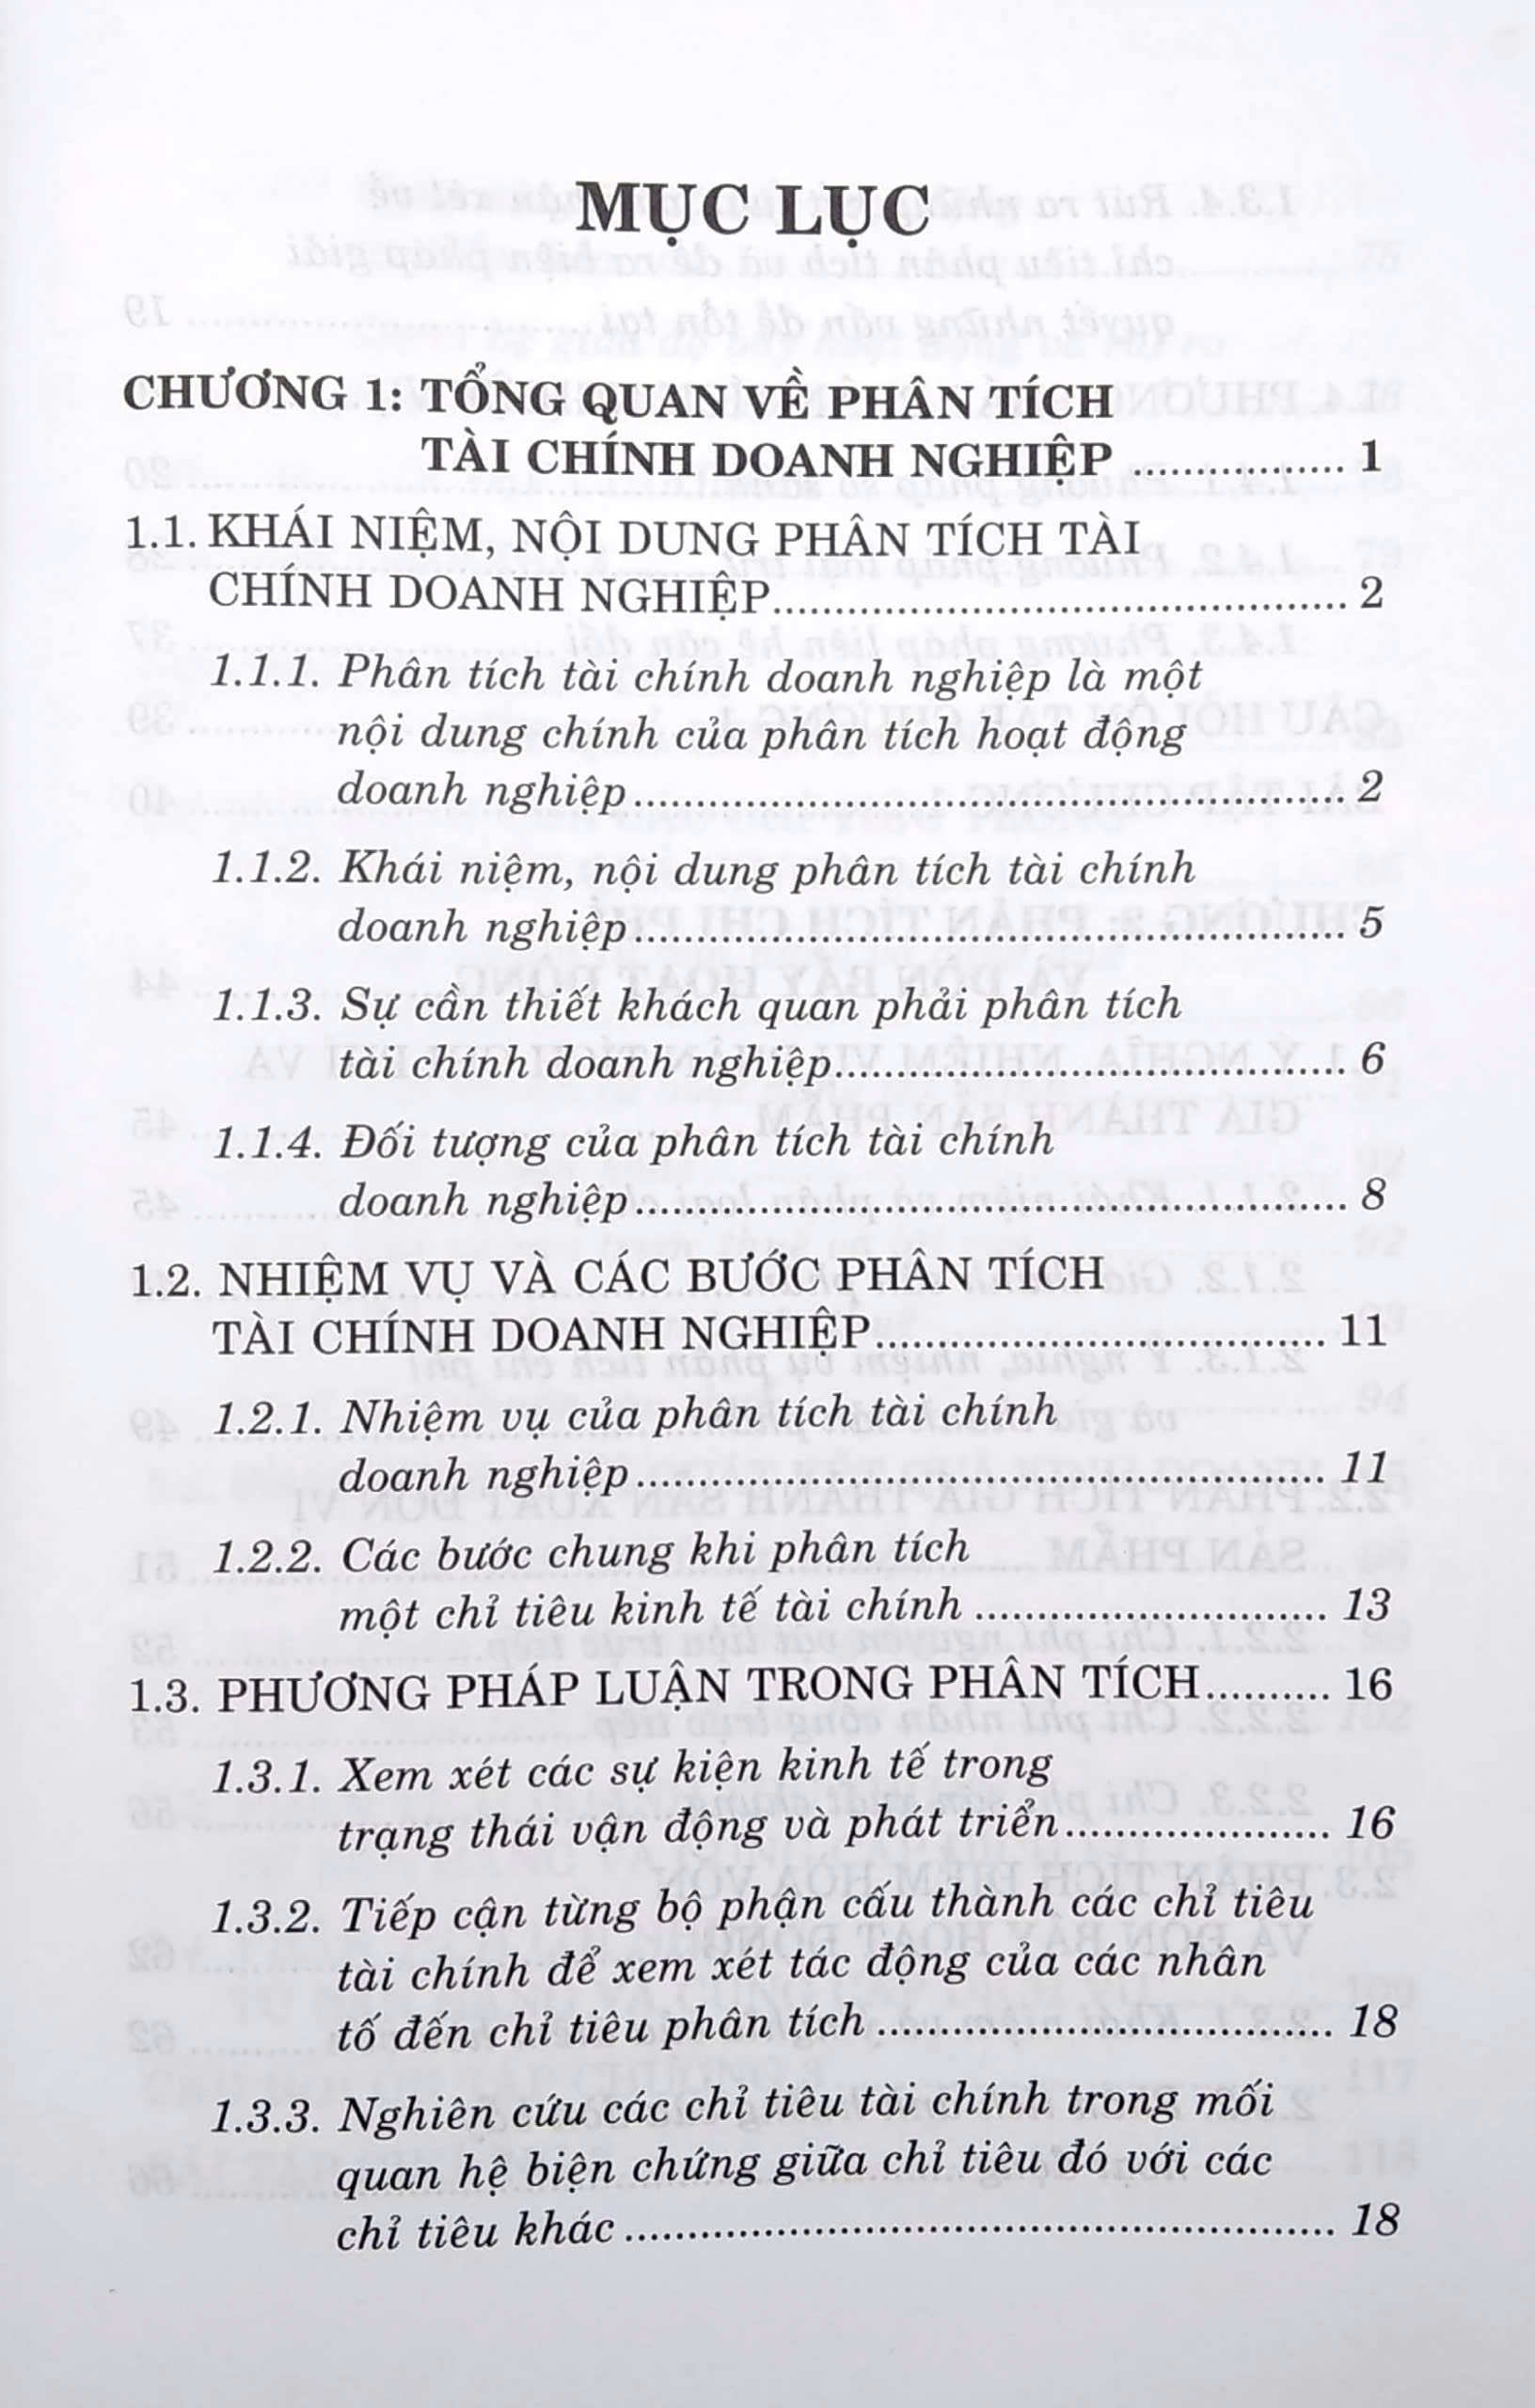 MỤC LỤC
CHƯƠNG 1: TỔNG QUAN VỀ PHÂN TÍCH
TÀI CHÍNH DOANH NGHIỆP ................. 1
1.1. KHÁI NIỆM, NỘI DUNG PHÂN TÍCH TÀI
CHÍNH DOANH NGHIỆP.............................................. 2
1.1.1. Phân tích tài chính doanh nghiệp là một
nội dung chính của phân tích hoạt động
doanh nghiệp......................................................... 2
1.1.2. Khái niệm, nội dung phân tích tài chính
doanh nghiệp......................................................... 5
1.1.3. Sự cần thiết khách quan phải phân tích
tài chính doanh nghiệp......................................... 6
1.1.4. Đối tượng của phân tích tài chính
doanh nghiệp......................................................... 8
1.2. NHIỆM VỤ VÀ CÁC BƯỚC PHÂN TÍCH
TÀI CHÍNH DOANH NGHIỆP.................................... 11
1.2.1. Nhiệm vụ của phân tích tài chính
doanh nghiệp....................................................... 11
1.2.2. Các bước chung khi phân tích
một chỉ tiêu kinh tế tài chính ............................ 13
1.3. PHƯƠNG PHÁP LUẬN TRONG PHÂN TÍCH.......... 16
1.3.1. Xem xét các sự kiện kinh tế trong
trạng thái vận động và phát triển..................... 16
1.3.2. Tiếp cận từng bộ phận cấu thành các chỉ tiêu
tài chính để xem xét tác động của các nhân
tố đến chỉ tiêu phân tích .................................... 18
1.3.3. Nghiên cứu các chỉ tiêu tài chính trong mối
quan hệ biện chứng giữa chỉ tiêu đó với các
chỉ tiêu khác ........................................................ 18